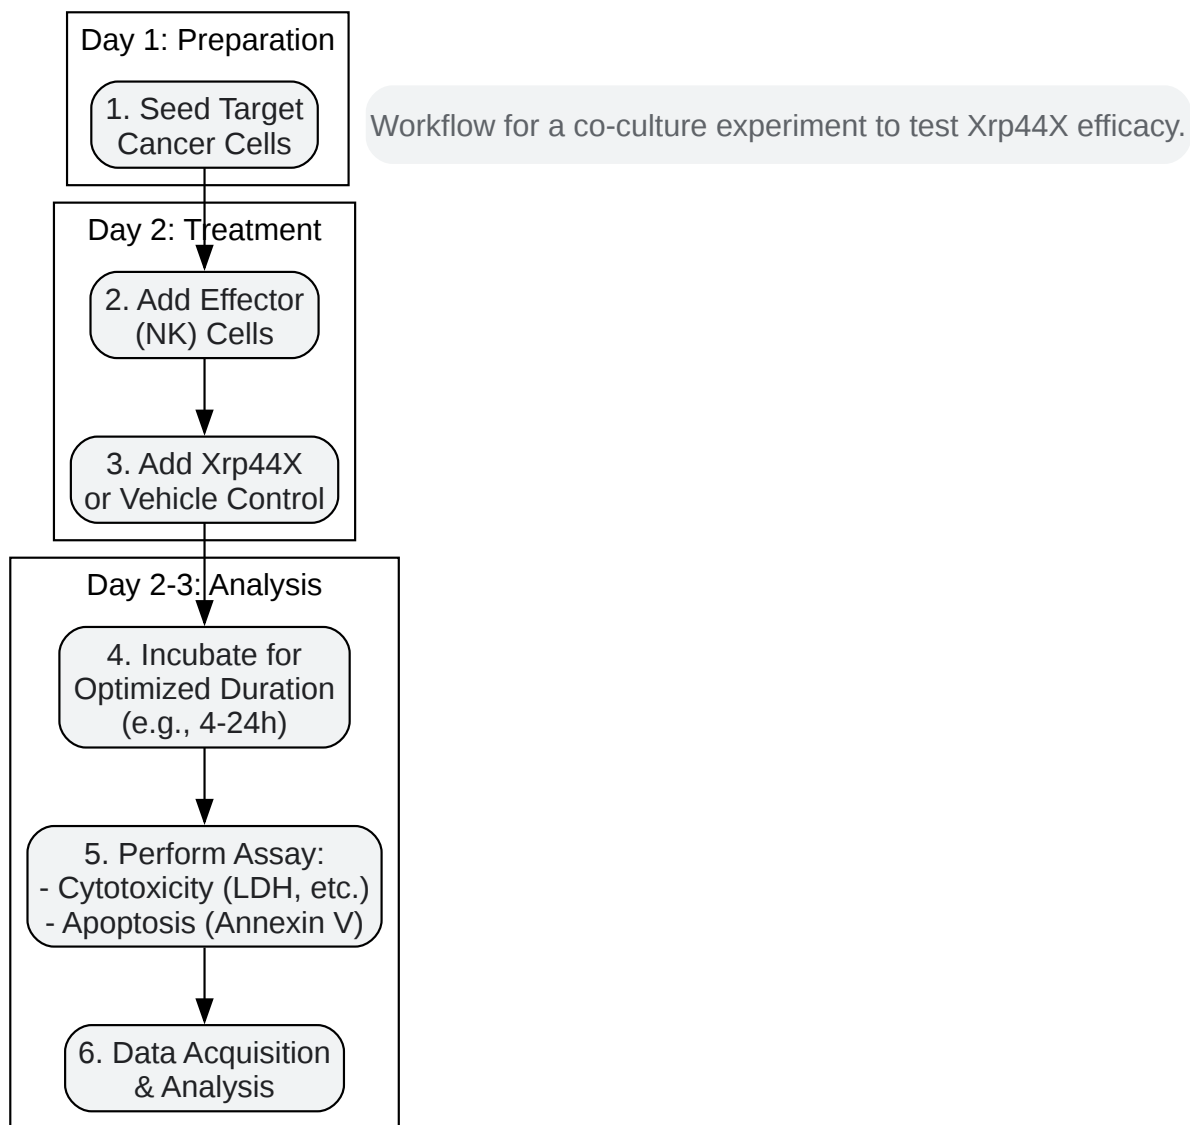 Day 1: Preparation
1. Seed Target
Cancer Cells
Workflow for a co-culture experiment to test Xrp44X efficacy.
Day 2: Treatment
2. Add Effector
(NK) Cells
3. Add Xrp44X
or Vehicle Control
Day 2-3: Analysis
4. Incubate for
Optimized Duration
(e.g., 4-24h)
5. Perform Assay:
- Cytotoxicity (LDH, etc.)
- Apoptosis (Annexin V)
6. Data Acquisition
& Analysis